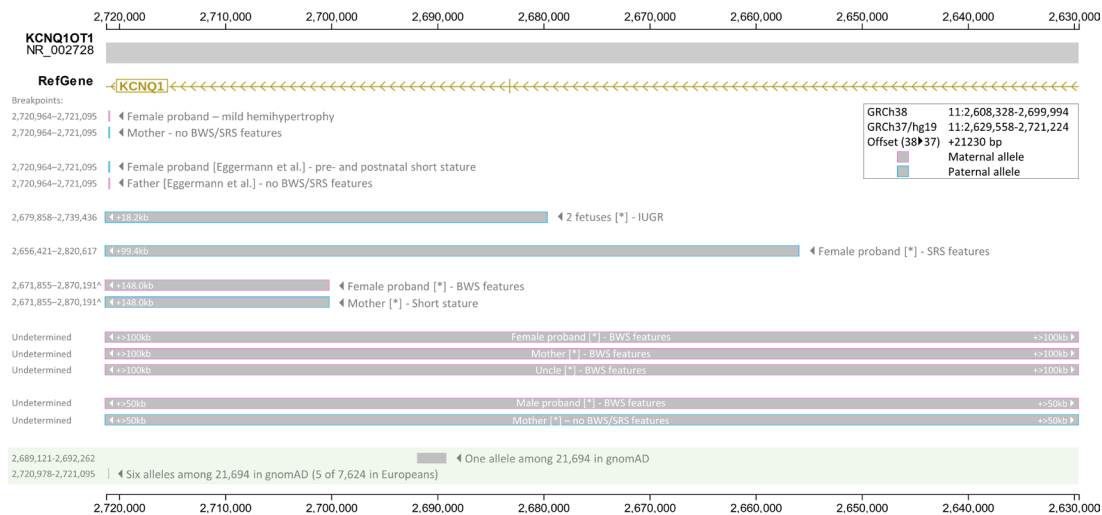 2,720,000 2,710,000 2,700,000 2,690,000 2,680,000 2,670,000 2,660,000 2,650,000 2,640,000 2,630,000
KCNQ1OT1
NR_002728
RefGene
KCNQ1
Breakpoints:
2,720,964–2,721,095 Female proband – mild hemihypertrophy
2,720,964–2,721,095 Mother - no BWS/SRS features
GRCh38 11:2,608,328-2,699,994
GRCh37/hg19 11:2,629,558-2,721,224
Offset (38▶37) +21230 bp
Maternal allele
Paternal allele
2,720,964–2,721,095 Female proband [Eggermann et al.] - pre- and postnatal short stature
2,720,964–2,721,095 Father [Eggermann et al.] - no BWS/SRS features
2,679,858–2,739,436 +18.2kb 2 fetuses [*] - IUGR
2,656,421–2,820,617 +99.4kb Female proband [*] - SRS features
2,671,855–2,870,191^ +148.0kb Female proband [*] - BWS features
2,671,855–2,870,191^ +148.0kb Mother [*] - Short stature
Undetermined +>100kb Female proband [*] - BWS features +>100kb
Undetermined +>100kb Mother [*] - BWS features +>100kb
Undetermined +>100kb Uncle [*] - BWS features +>100kb
Undetermined +>50kb Male proband [*] - BWS features +>50kb
Undetermined +>50kb Mother [*] – no BWS/SRS features +>50kb
2,689,121-2,692,262 One allele among 21,694 in gnomAD
2,720,978-2,721,095 Six alleles among 21,694 in gnomAD (5 of 7,624 in Europeans)
2,720,000 2,710,000 2,700,000 2,690,000 2,680,000 2,670,000 2,660,000 2,650,000 2,640,000 2,630,000